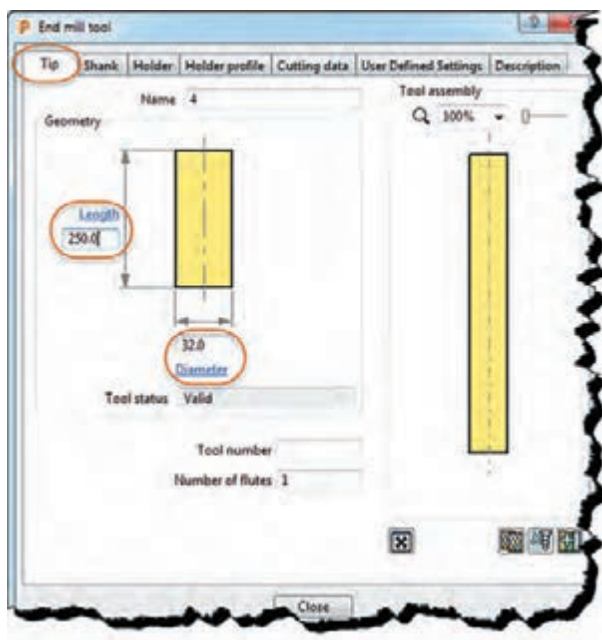 End mill tool
Tip Shank Holder Holder profile Cutting data User Defined Settings Description
Name 4
Geometry
Length
250.0
32.0
Diameter
Tool status Valid
Tool number
Number of flutes 1
Tool assembly
100%
Close